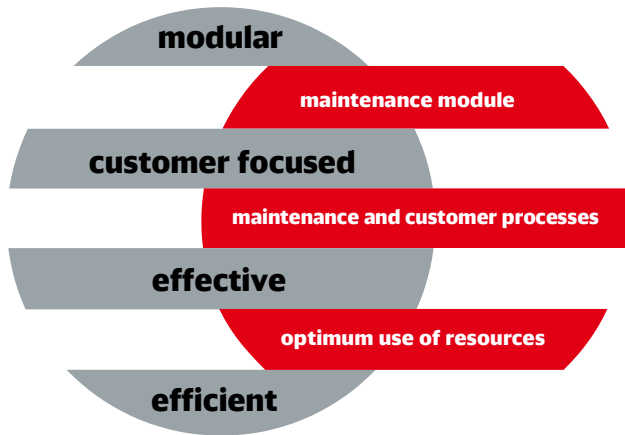 modular
maintenance module
customer focused
maintenance and customer processes
effective
optimum use of resources
efficient